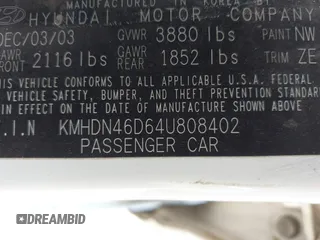 MANUFACTURED IN KOREA BY
HYUNDAI MOTOR COMPANY
DEC/03/03 GVWR 3880 lbs PAINT NW
FRONT 2116 lbs GAWR REAR 1852 lbs TRIM ZE
THIS VEHICLE CONFORMS TO ALL APPLICABLE U.S.A. FEDERAL
VEHICLE SAFETY, BUMPER, AND THEFT PREVENTION STANDARDS
EFFECT ON THE DATE OF MANUFACTURE SHOWN ABOVE.
V.I.N KMHDN46D64U808402
PASSENGER CAR
DREAMBID